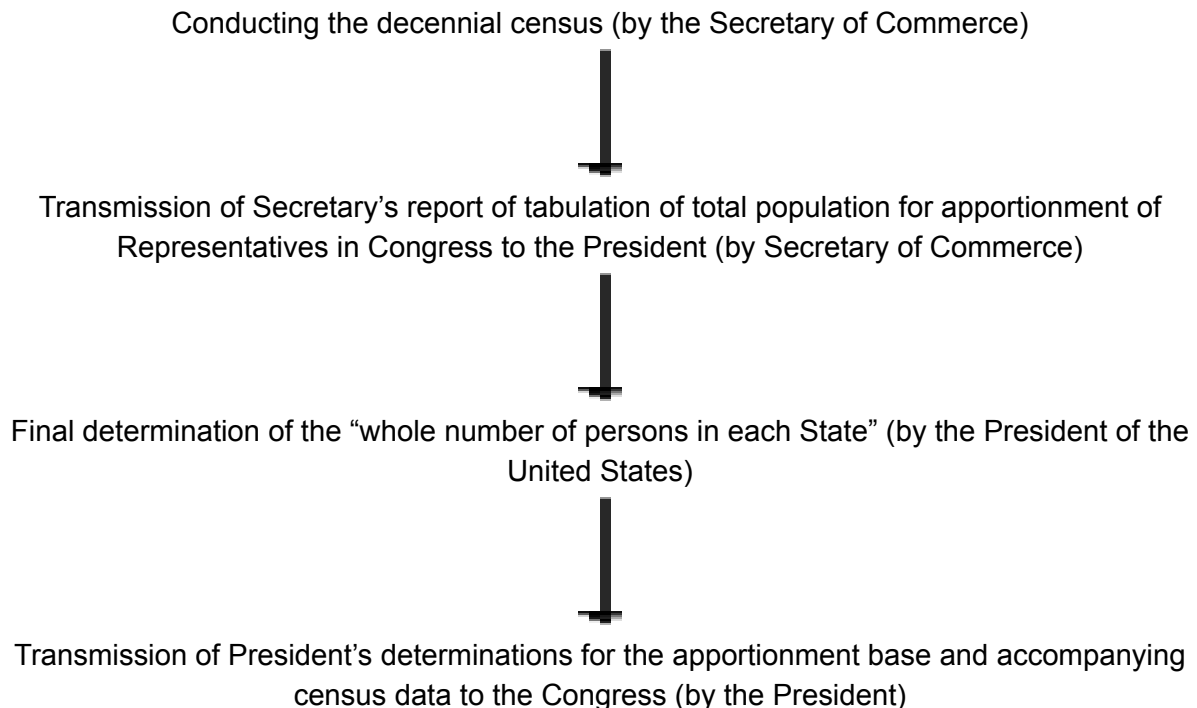 Conducting the decennial census (by the Secretary of Commerce)
Transmission of Secretary’s report of tabulation of total population for apportionment of
Representatives in Congress to the President (by Secretary of Commerce)
Final determination of the “whole number of persons in each State” (by the President of the
United States)
Transmission of President’s determinations for the apportionment base and accompanying
census data to the Congress (by the President)